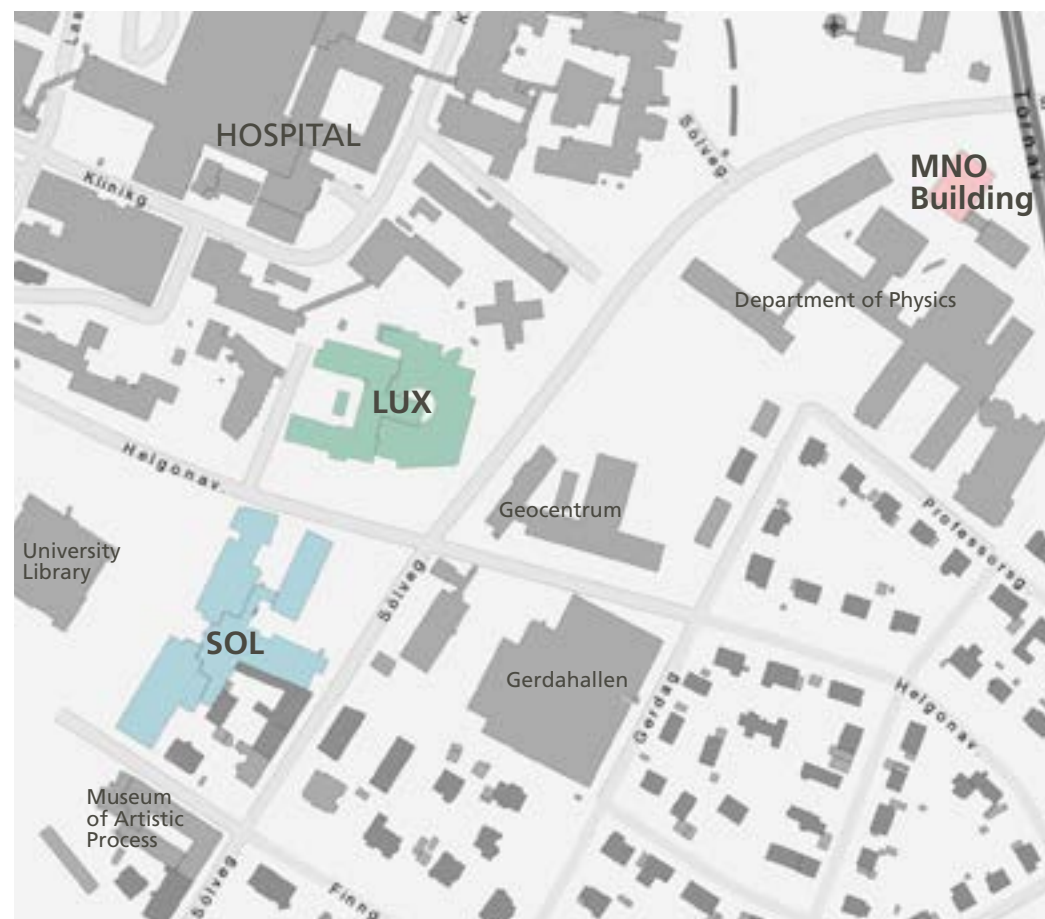 HOSPITAL
Klinikg
Sölveg
Tornav
MNO
Building
Department of Physics
LUX
Helgonav.
Geocentrum
University
Library
Sölveg
Professorsg.
SOL
Gerdahallen
Gerdag
Helgonav.
Museum
of Artistic
Process
Sölveg